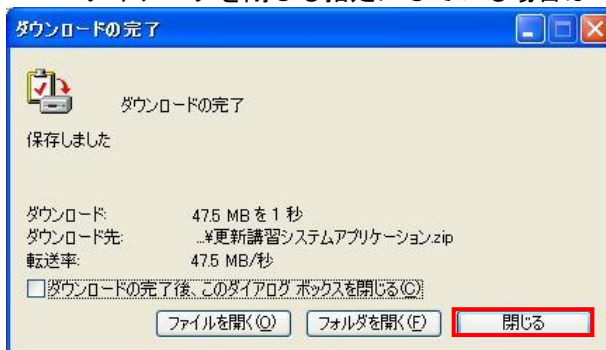 ダウンロードの完了
ダウンロードの完了
保存しました
ダウンロード: 47.5 MB を 1 秒
ダウンロード先: ...¥更新講習システムアプリケーション.zip
転送率: 47.5 MB/秒
ダウンロードの完了後、このダイアログ ボックスを閉じる(C)
ファイルを開く(O) フォルダを開く(F) 閉じる